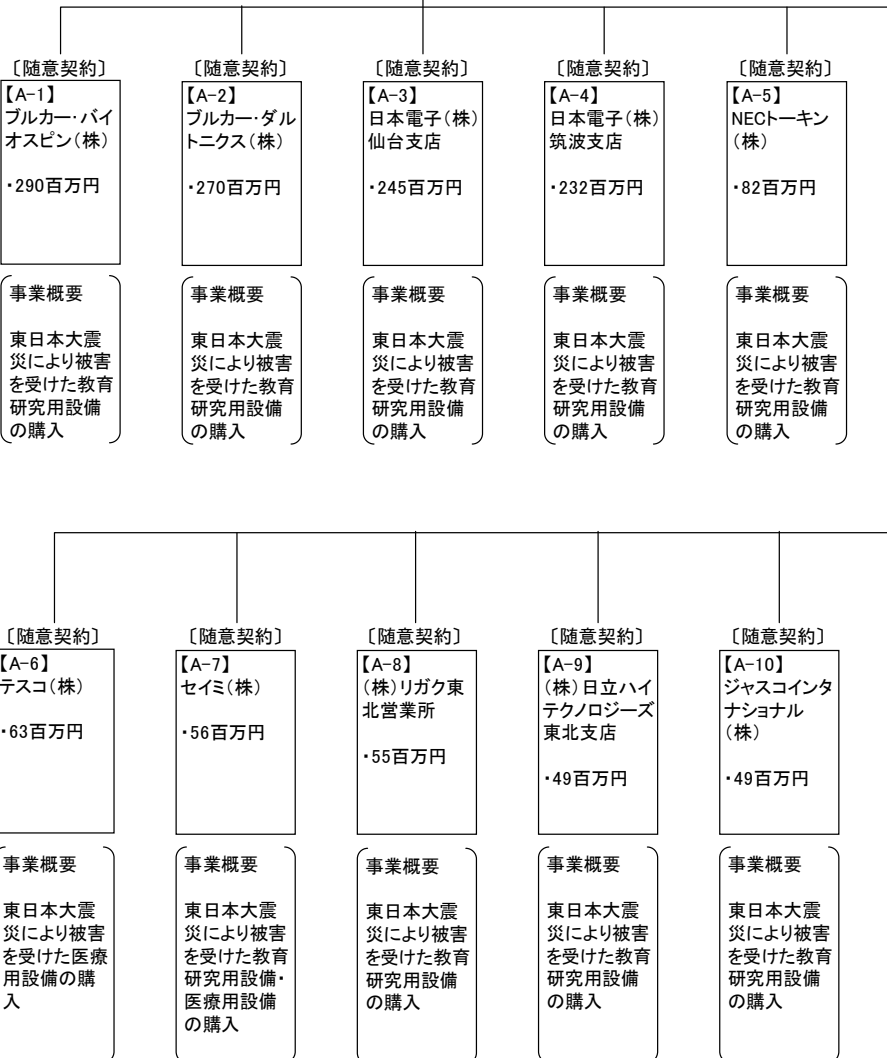 〔随意契約〕
【A-1】
ブルカー・バイ
オスピン（株）
・290百万円
事業概要
東日本大震
災により被害
を受けた教育
研究用設備
の購入
〔随意契約〕
【A-2】
ブルカー・ダル
トニクス（株）
・270百万円
事業概要
東日本大震
災により被害
を受けた教育
研究用設備
の購入
〔随意契約〕
【A-3】
日本電子（株）
仙台支店
・245百万円
事業概要
東日本大震
災により被害
を受けた教育
研究用設備
の購入
〔随意契約〕
【A-4】
日本電子（株）
筑波支店
・232百万円
事業概要
東日本大震
災により被害
を受けた教育
研究用設備
の購入
〔随意契約〕
【A-5】
NECトーキン
（株）
・82百万円
事業概要
東日本大震
災により被害
を受けた教育
研究用設備
の購入
〔随意契約〕
【A-6】
テスコ（株）
・63百万円
事業概要
東日本大震
災により被害
を受けた医療
用設備の購
入
〔随意契約〕
【A-7】
セイミ（株）
・56百万円
事業概要
東日本大震
災により被害
を受けた教育
研究用設備・
医療用設備
の購入
〔随意契約〕
【A-8】
（株）リガク東
北営業所
・55百万円
事業概要
東日本大震
災により被害
を受けた教育
研究用設備
の購入
〔随意契約〕
【A-9】
（株）日立ハイ
テクノロジーズ
東北支店
・49百万円
事業概要
東日本大震
災により被害
を受けた教育
研究用設備
の購入
〔随意契約〕
【A-10】
ジャスコインタ
ナショナル
（株）
・49百万円
事業概要
東日本大震
災により被害
を受けた教育
研究用設備
の購入